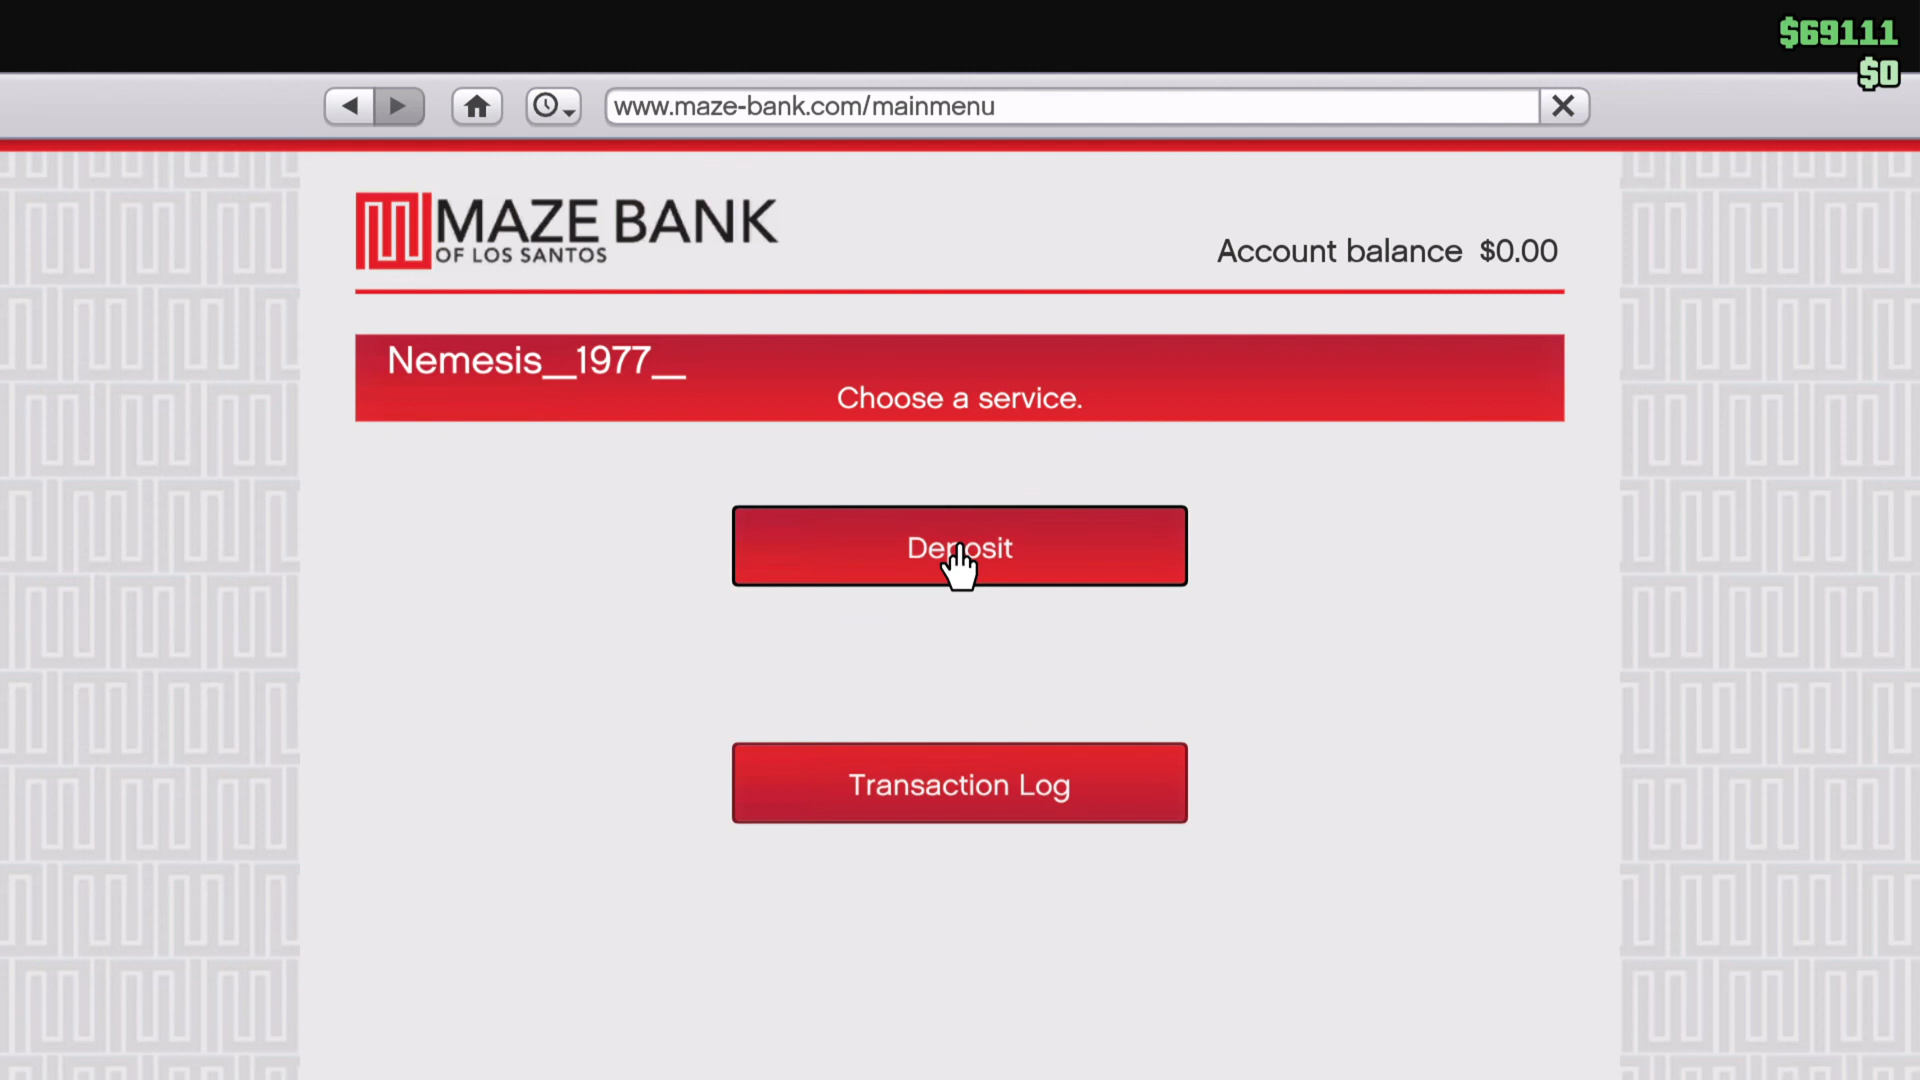 $69111
$0
www.maze-bank.com/mainmenu
MAZE BANK
OF LOS SANTOS
Account balance $0.00
Nemesis__1977__
Choose a service.
Deposit
Transaction Log